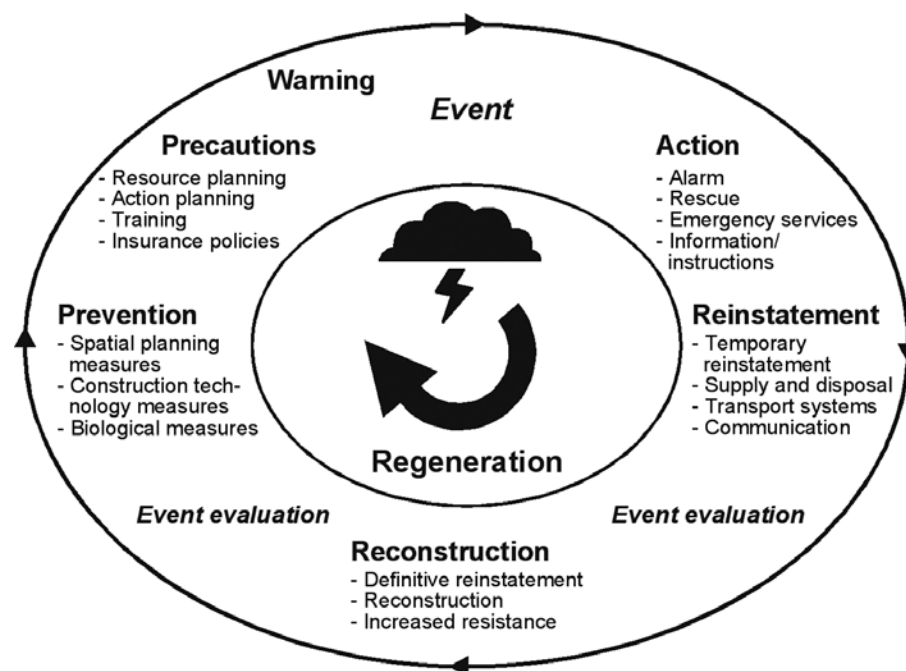 Warning
Event
Precautions
- Resource planning
- Action planning
- Training
- Insurance policies
Action
- Alarm
- Rescue
- Emergency services
- Information/
instructions
Prevention
- Spatial planning
measures
- Construction tech-
nology measures
- Biological measures
Reinstatement
- Temporary
reinstatement
- Supply and disposal
- Transport systems
- Communication
Regeneration
Event evaluation
Event evaluation
Reconstruction
- Definitive reinstatement
- Reconstruction
- Increased resistance